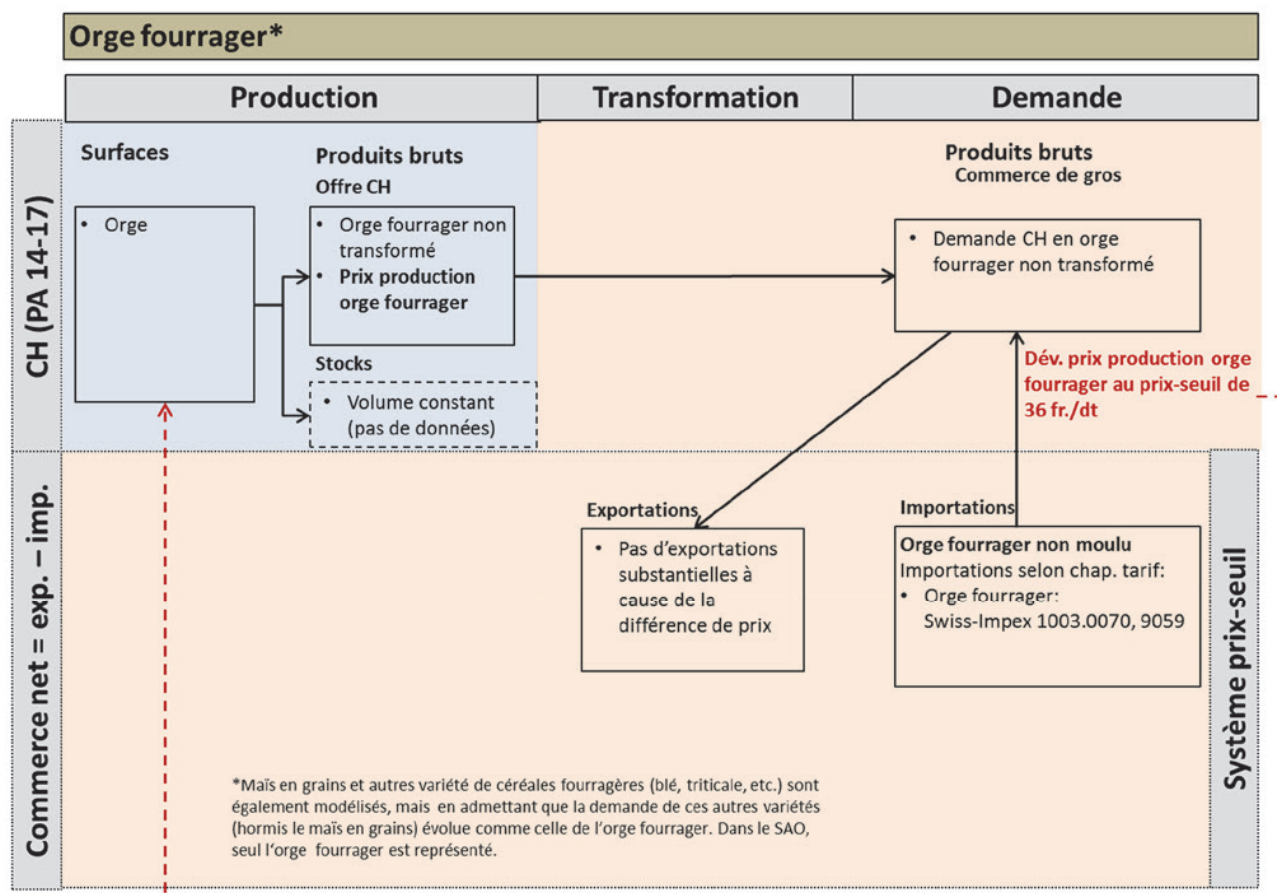 Orge fourrager*
Production
Transformation
Demande
CH (PA 14-17)
Surfaces
• Orge
Produits bruts
Offre CH
• Orge fourrager non
transformé
• Prix production
orge fourrager
Stocks
• Volume constant
(pas de données)
Produits bruts
Commerce de gros
• Demande CH en orge
fourrager non transformé
Dév. prix production orge
fourrager au prix-seuil de
36 fr./dt
Commerce net = exp. – imp.
Exportations
• Pas d'exportations
substantielles à
cause de la
différence de prix
Importations
Orge fourrager non moulu
Importations selon chap. tarif:
• Orge fourrager:
Swiss-Impex 1003.0070, 9059
Système prix-seuil
*Maïs en grains et autres variété de céréales fourragères (blé, triticale, etc.) sont
également modélisés, mais en admettant que la demande de ces autres variétés
(hormis le maïs en grains) évolue comme celle de l'orge fourrager. Dans le SAO,
seul l'orge fourrager est représenté.